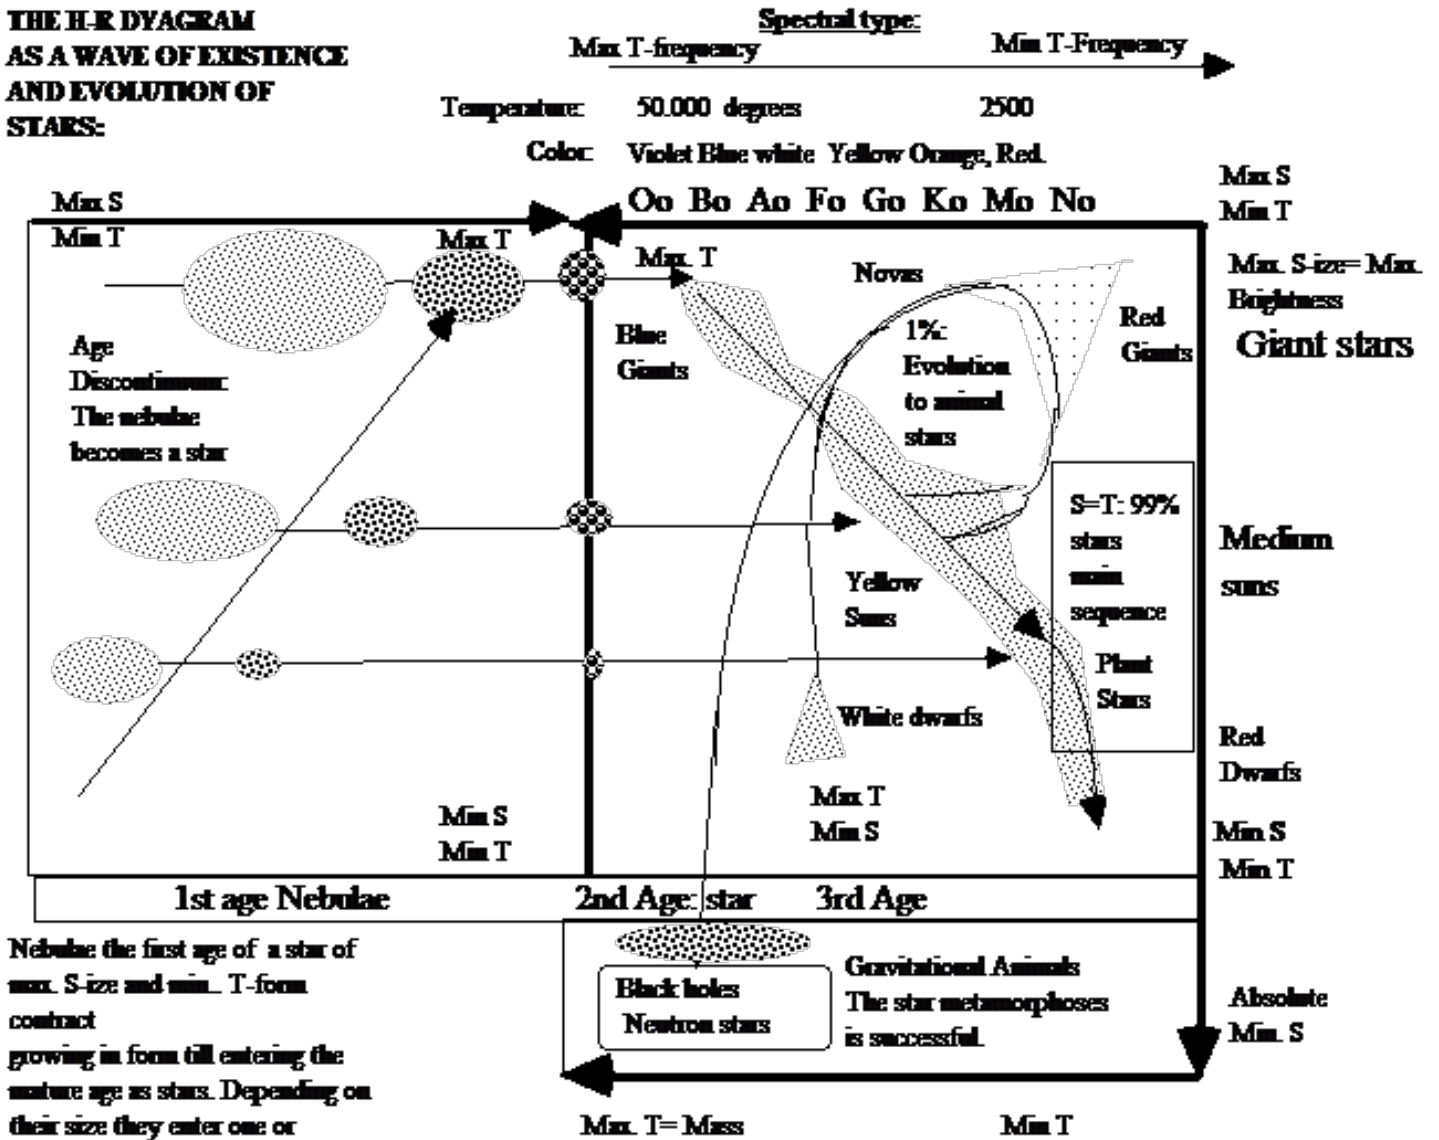 THE H-R DYAGRAM
AS A WAVE OF EXISTENCE
AND EVOLUTION OF
STARS:
Spectral type:
Max T-frequency
Min T-Frequency
Temperature: 50.000 degrees 2500
Color: Violet Blue white Yellow Orange, Red.
Oo Bo Ao Fo Go Ko Mo No
Max S
Min T
Max S
Min T
Max T
Max. T
Novas
Max. S-ize= Max.
Brightness
Giant stars
Age
Discontinuum:
The nebulae
becomes a star
Blue
Giants
1%:
Evolution
to animal
stars
Red
Giants
S=T: 99%
stars
main
sequence
Plant
Stars
Medium
suns
Yellow
Suns
White dwarfs
Red
Dwarfs
Max T
Min S
Min S
Min T
Min S
Min T
1st age Nebulae
2nd Age: star
3rd Age
Nebulae the first age of a star of
max. S-ize and min.. T-form
contract
growing in form till entering the
mature age as stars. Depending on
their size they enter one or
Black holes
Neutron stars
Gravitational Animals
The star metamorphoses
is successful.
Absolute
Min. S
Max. T= Mass
Min T